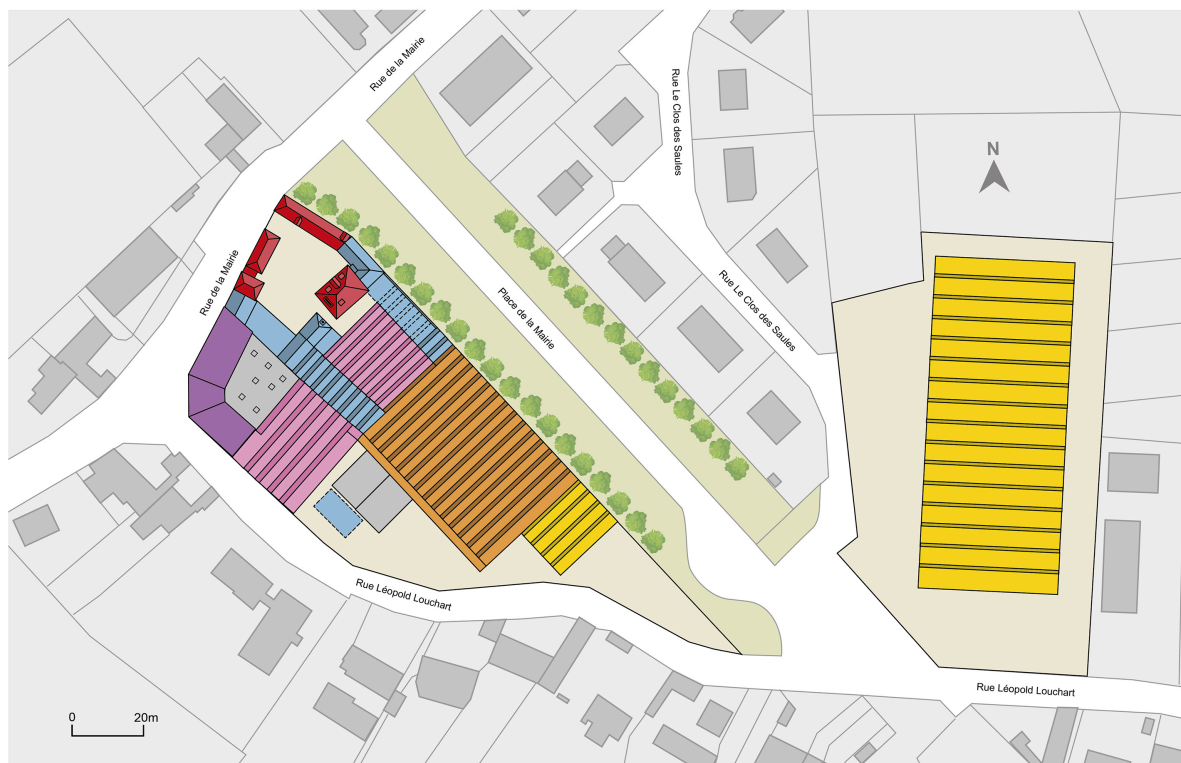 Rue de la Mairie
Rue Le Clos des Saules
N
Rue de la Mairie
Place de la Mairie
Rue Le Clos des Saules
Rue Léopold Louchart
Rue Léopold Louchart
0 20m